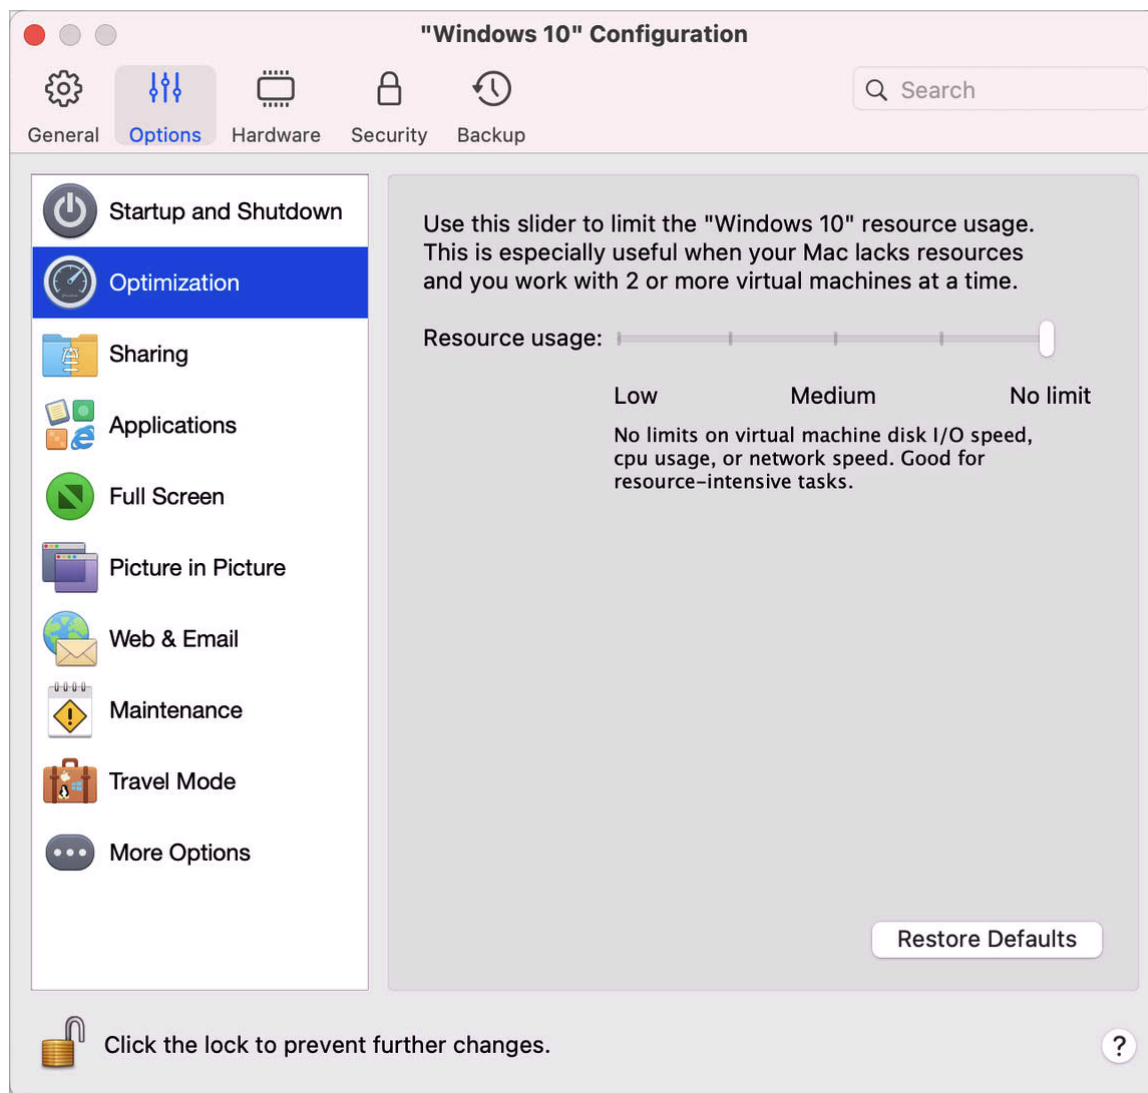 "Windows 10" Configuration
General
Options
Hardware
Security
Backup
Search
Startup and Shutdown
Optimization
Sharing
Applications
Full Screen
Picture in Picture
Web & Email
Maintenance
Travel Mode
More Options
Use this slider to limit the "Windows 10" resource usage.
This is especially useful when your Mac lacks resources
and you work with 2 or more virtual machines at a time.
Resource usage:
Low
Medium
No limit
No limits on virtual machine disk I/O speed,
cpu usage, or network speed. Good for
resource-intensive tasks.
Restore Defaults
Click the lock to prevent further changes.
?